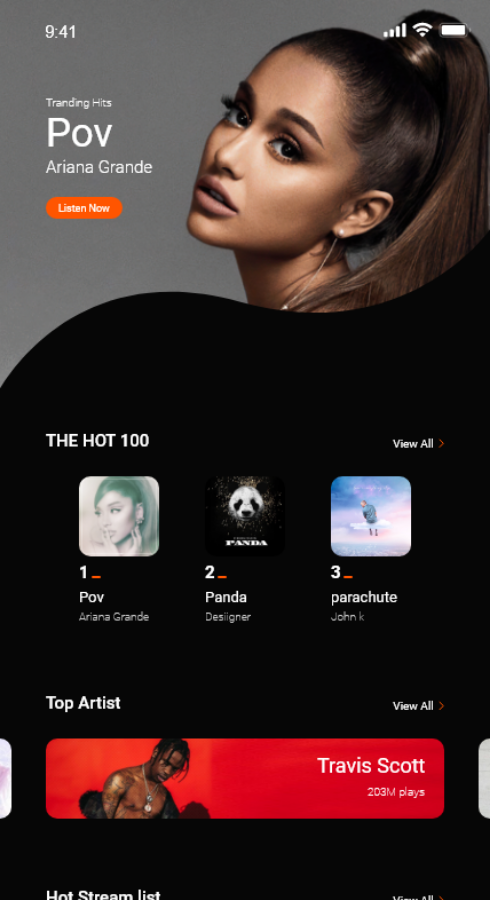 9:41
Tranding Hits
Pov
Ariana Grande
Listen Now
THE HOT 100
View All
PANDA
1
2
3
Pov
Panda
parachute
Ariana Grande
Desiigner
John k
Top Artist
View All
Travis Scott
203M plays
Hot Stream list
View All